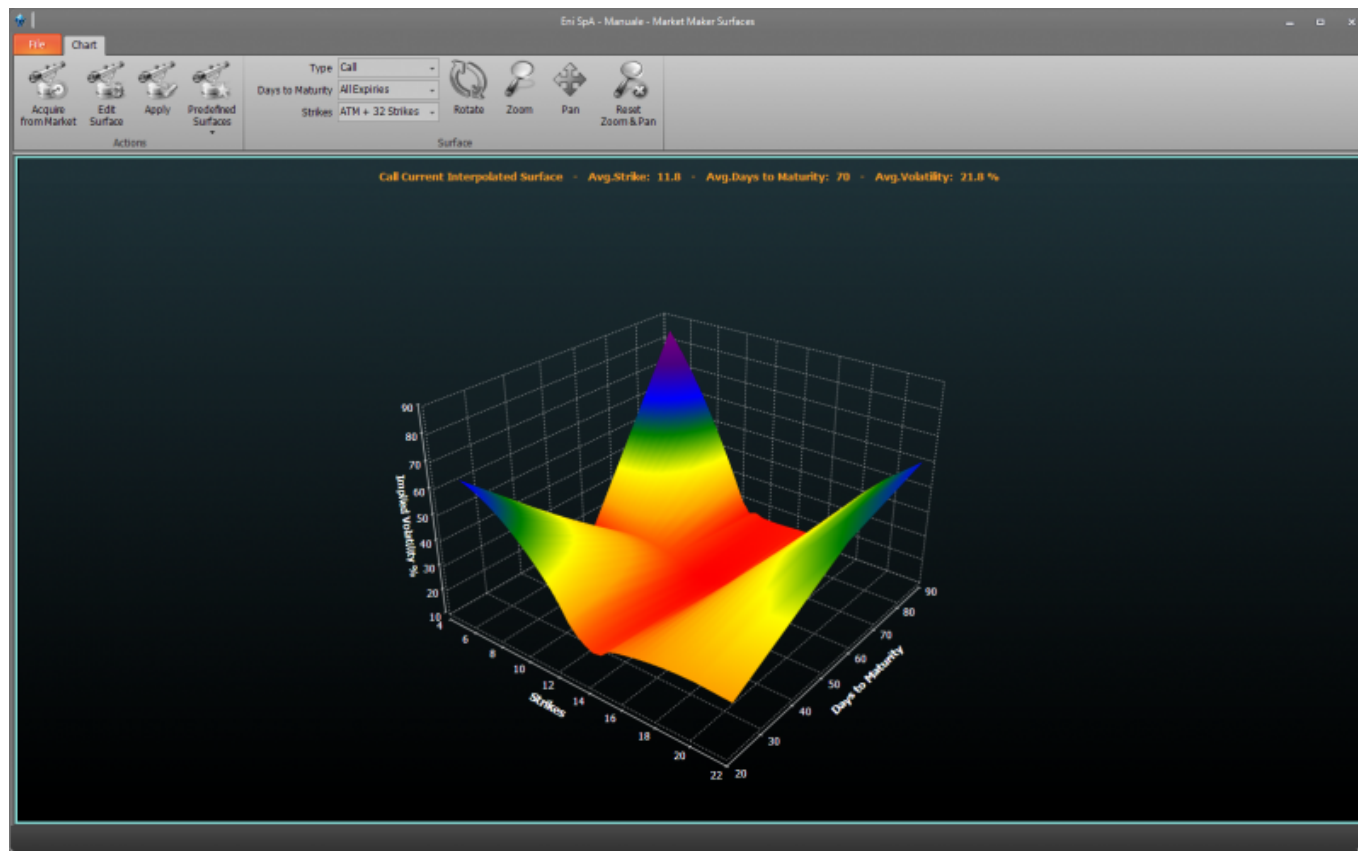 Eni SpA - Manuale - Market Maker Surfaces
File Chart
Type Call
Days to Maturity All Expiries
Strikes ATM + 32 Strikes
Acquire from Market
Edit Surface
Apply
Predefined Surfaces
Rotate
Zoom
Pan
Reset Zoom & Pan
Actions
Surface
Call Current Interpolated Surface - Avg.Strike: 11.8 - Avg.Days to Maturity: 70 - Avg.Volatility: 21.8 %
90
80
70
60
50
40
30
20
10
Implied Volatility %
4
6
8
10
12
14
16
18
20
22
Strikes
20
30
40
50
60
70
80
90
Days to Maturity